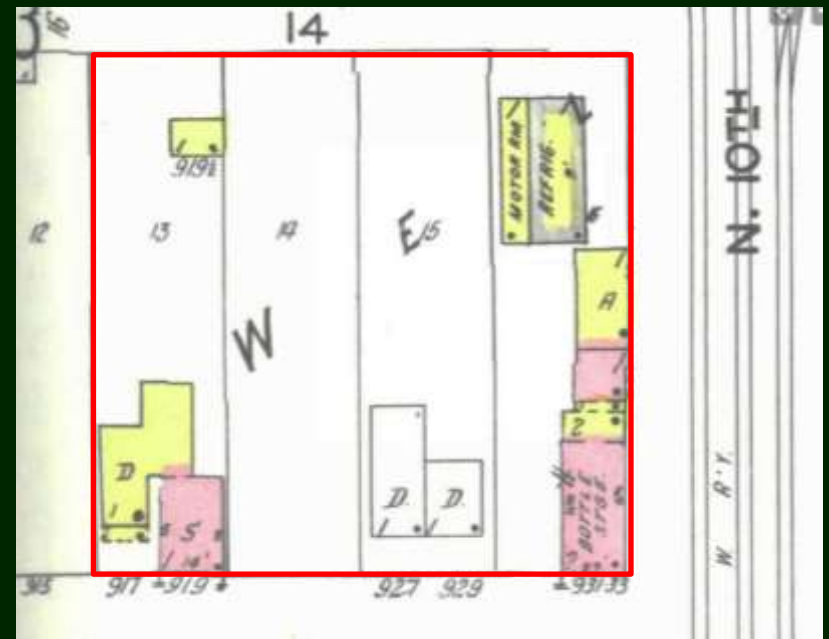 14
N. 10TH
919½
MOTOR RM
REFRIG.
12
13
14
15
E
W
A
2
D
S
14'
D.
D.
BOTTLE
STGE.
W R'Y.
917
919
927
929
931-33